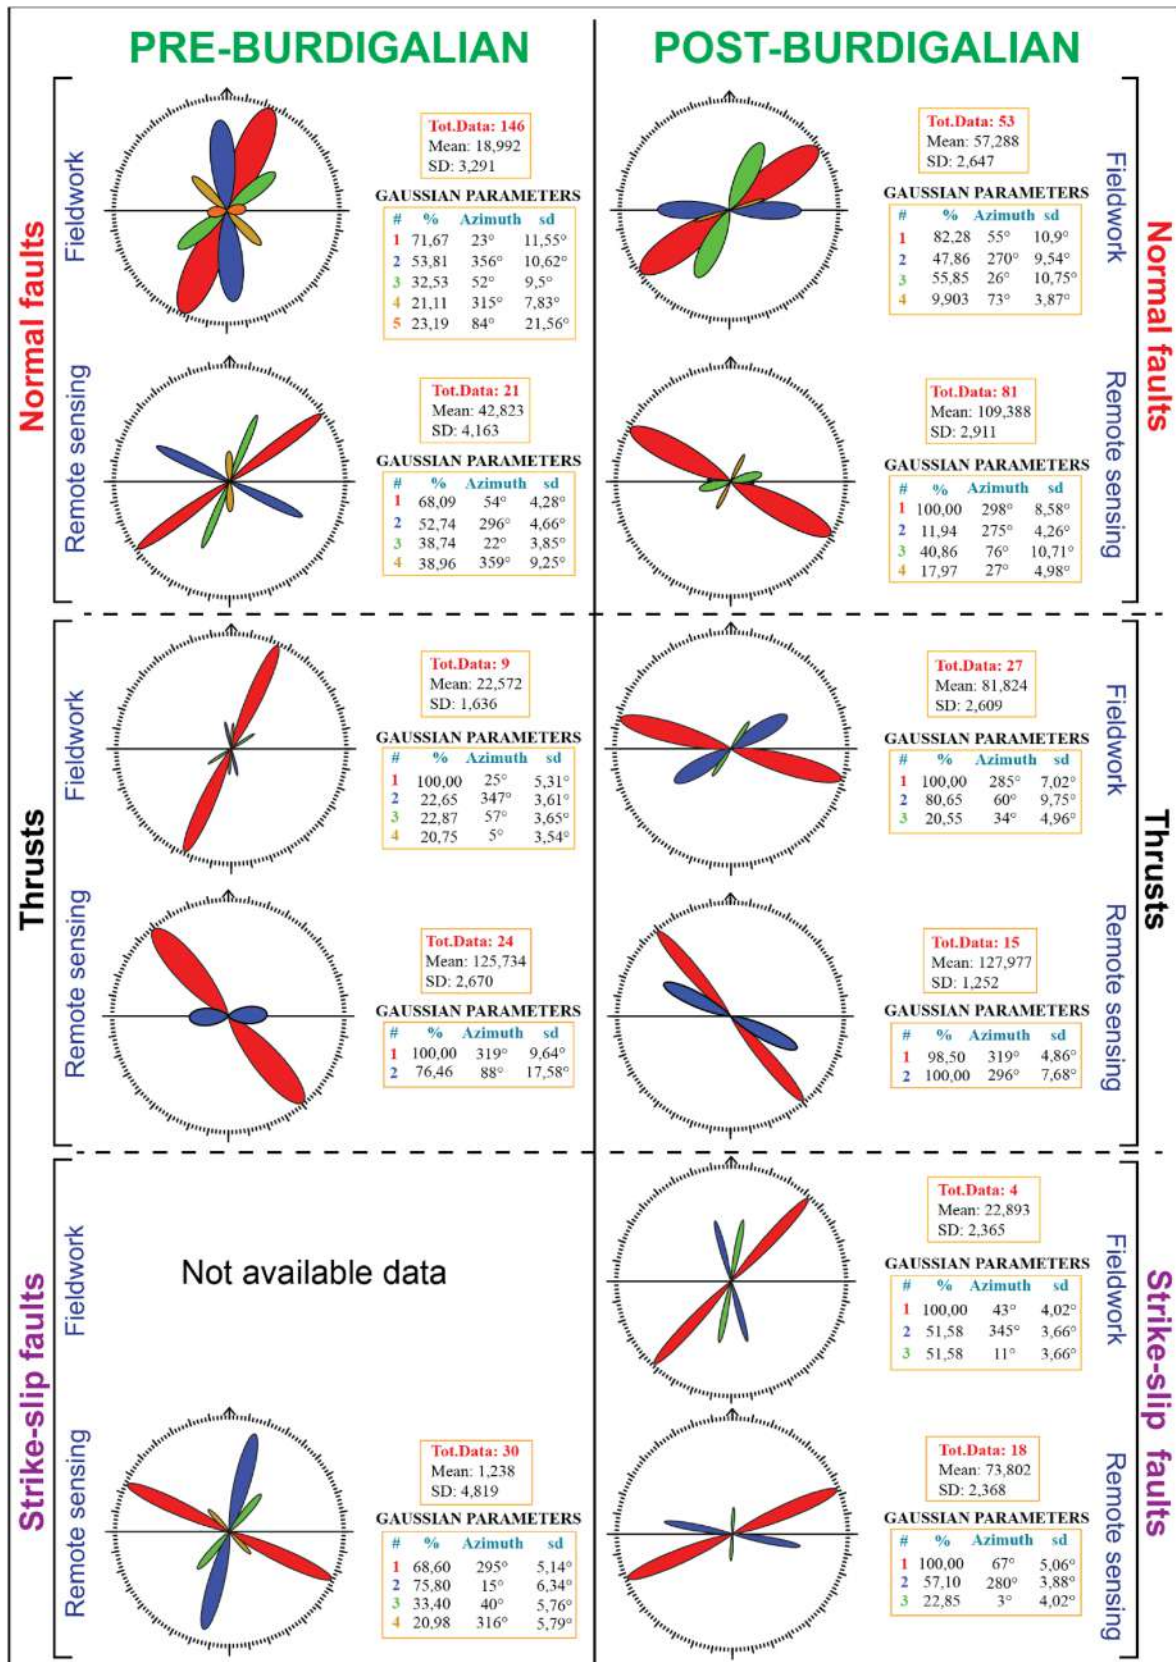 PRE-BURDIGALIAN
POST-BURDIGALIAN
Normal faults
Fieldwork
Tot.Data: 146
Mean: 18,992
SD: 3,291
GAUSSIAN PARAMETERS
# % Azimuth sd
1 71,67 23° 11,55°
2 53,81 356° 10,62°
3 32,53 52° 9,5°
4 21,11 315° 7,83°
5 23,19 84° 21,56°
Tot.Data: 53
Mean: 57,288
SD: 2,647
GAUSSIAN PARAMETERS
# % Azimuth sd
1 82,28 55° 10,9°
2 47,86 270° 9,54°
3 55,85 26° 10,75°
4 9,903 73° 3,87°
Fieldwork
Normal faults
Remote sensing
Tot.Data: 21
Mean: 42,823
SD: 4,163
GAUSSIAN PARAMETERS
# % Azimuth sd
1 68,09 54° 4,28°
2 52,74 296° 4,66°
3 38,74 22° 3,85°
4 38,96 359° 9,25°
Tot.Data: 81
Mean: 109,388
SD: 2,911
GAUSSIAN PARAMETERS
# % Azimuth sd
1 100,00 298° 8,58°
2 11,94 275° 4,26°
3 40,86 76° 10,71°
4 17,97 27° 4,98°
Remote sensing
Thrusts
Fieldwork
Tot.Data: 9
Mean: 22,572
SD: 1,636
GAUSSIAN PARAMETERS
# % Azimuth sd
1 100,00 25° 5,31°
2 22,65 347° 3,61°
3 22,87 57° 3,65°
4 20,75 5° 3,54°
Tot.Data: 27
Mean: 81,824
SD: 2,609
GAUSSIAN PARAMETERS
# % Azimuth sd
1 100,00 285° 7,02°
2 80,65 60° 9,75°
3 20,55 34° 4,96°
Fieldwork
Thrusts
Remote sensing
Tot.Data: 24
Mean: 125,734
SD: 2,670
GAUSSIAN PARAMETERS
# % Azimuth sd
1 100,00 319° 9,64°
2 76,46 88° 17,58°
Tot.Data: 15
Mean: 127,977
SD: 1,252
GAUSSIAN PARAMETERS
# % Azimuth sd
1 98,50 319° 4,86°
2 100,00 296° 7,68°
Remote sensing
Strike-slip faults
Fieldwork
Not available data
Tot.Data: 4
Mean: 22,893
SD: 2,365
GAUSSIAN PARAMETERS
# % Azimuth sd
1 100,00 43° 4,02°
2 51,58 345° 3,66°
3 51,58 11° 3,66°
Fieldwork
Strike-slip faults
Remote sensing
Tot.Data: 30
Mean: 1,238
SD: 4,819
GAUSSIAN PARAMETERS
# % Azimuth sd
1 68,60 295° 5,14°
2 75,80 15° 6,34°
3 33,40 40° 5,76°
4 20,98 316° 5,79°
Tot.Data: 18
Mean: 73,802
SD: 2,368
GAUSSIAN PARAMETERS
# % Azimuth sd
1 100,00 67° 5,06°
2 57,10 280° 3,88°
3 22,85 3° 4,02°
Remote sensing